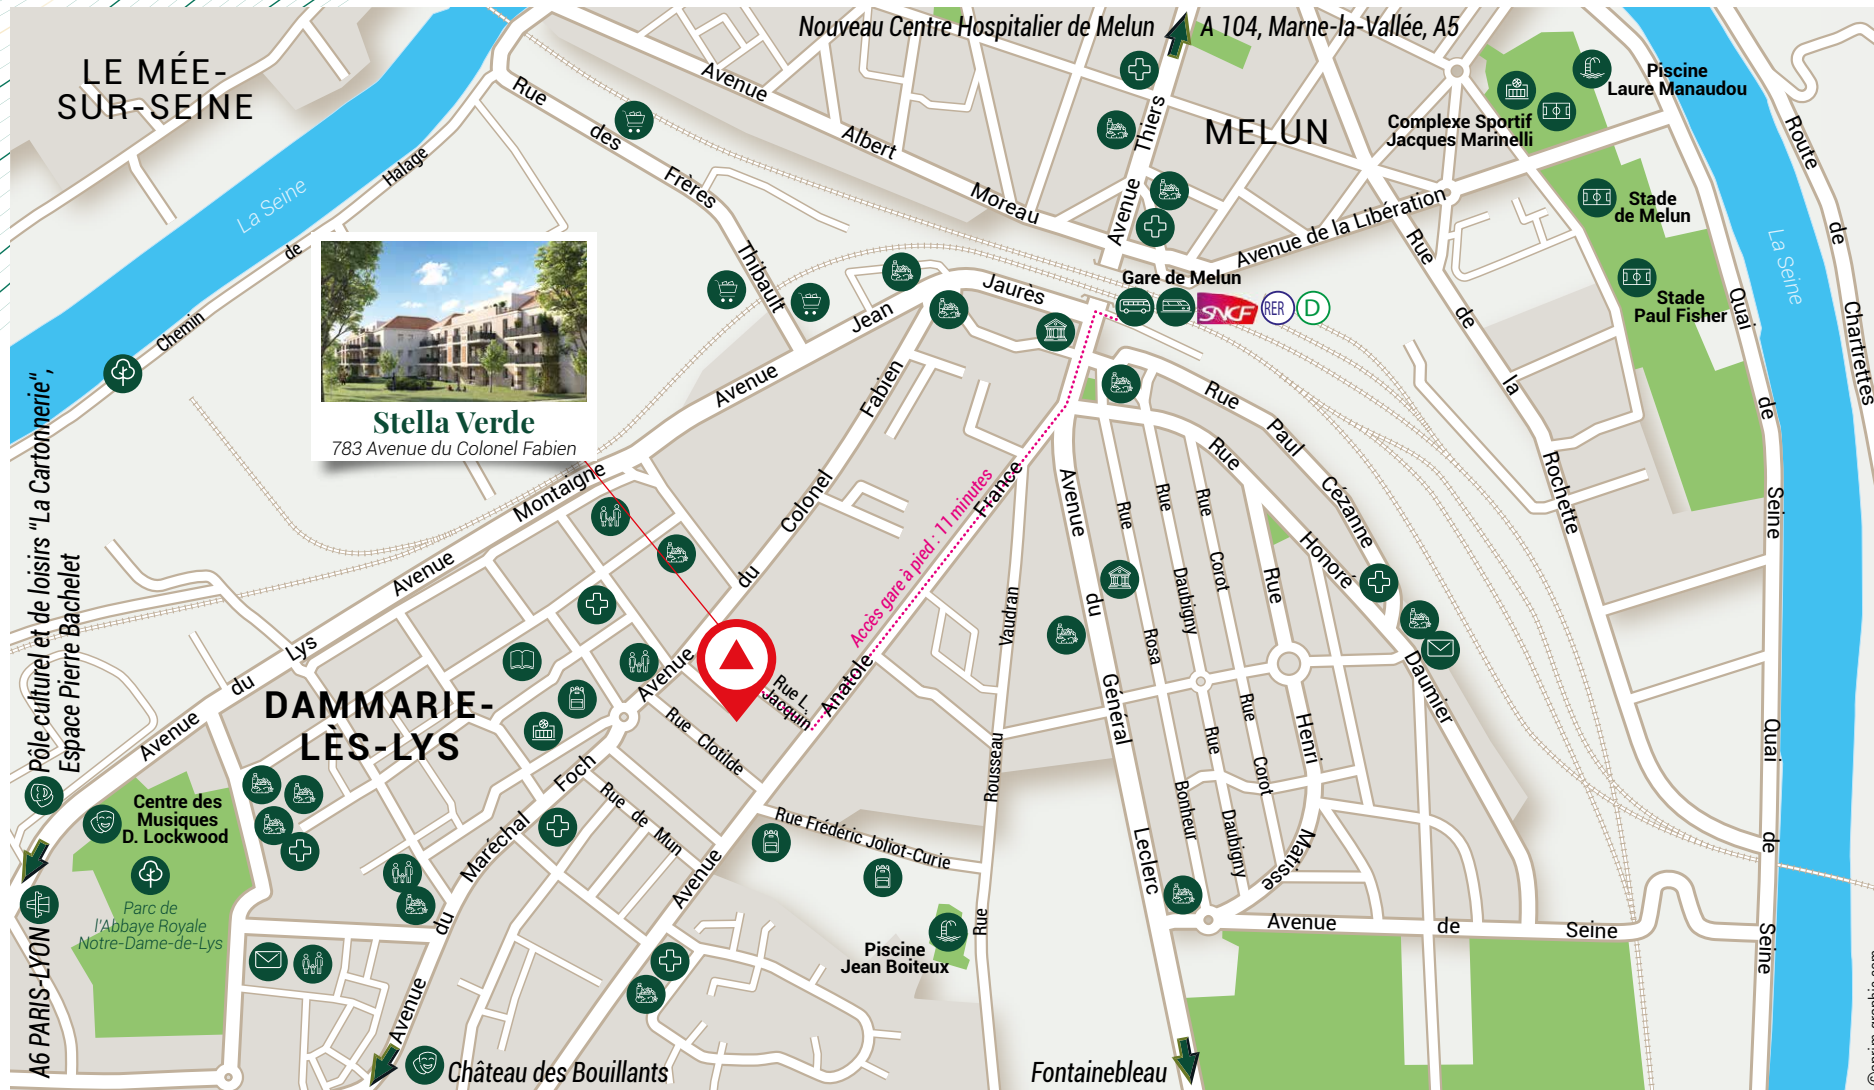 Nouveau Centre Hospitalier de Melun
A 104, Marne-la-Vallée, A5
LE MÉE-
SUR-SEINE
La Seine
Chemin de Halage
Rue des Frères Thibault
Avenue Albert Moreau
Avenue Thiers
MELUN
Piscine
Laure Manaudou
Complexe Sportif
Jacques Marinelli
Stade
de Melun
Stade
Paul Fisher
Avenue de la Libération
Rue de la Rochette
Route de Chartrettes
La Seine
Quai de Seine
Quai de Seine
Gare de Melun
SNCF
RER
D
Avenue Jean Jaurès
Stella Verde
783 Avenue du Colonel Fabien
Avenue Montaigne
Avenue du Lys
Avenue du Colonel Fabien
Accès gare à pied : 11 minutes
Avenue Anatole France
Rue L.
Jacquin
Rue Clotilde
Rue de Mun
Rue Frédéric Joliot-Curie
Rue Rousseau Vaudran
Avenue du Général Leclerc
Rue Rosa Bonheur
Rue Daubigny
Rue Daubigny
Rue Corot
Rue Corot
Rue Henri Matisse
Rue Paul Cézanne
Rue Honoré Daumier
Avenue de Seine
DAMMARIE-
LÈS-LYS
Avenue du Maréchal Foch
Pôle culturel et de loisirs "La Cartonnerie",
Espace Pierre Bachelet
Centre des
Musiques
D. Lockwood
Parc de
l'Abbaye Royale
Notre-Dame-de-Lys
A6 PARIS-LYON
Piscine
Jean Boiteux
Château des Bouillants
Fontainebleau